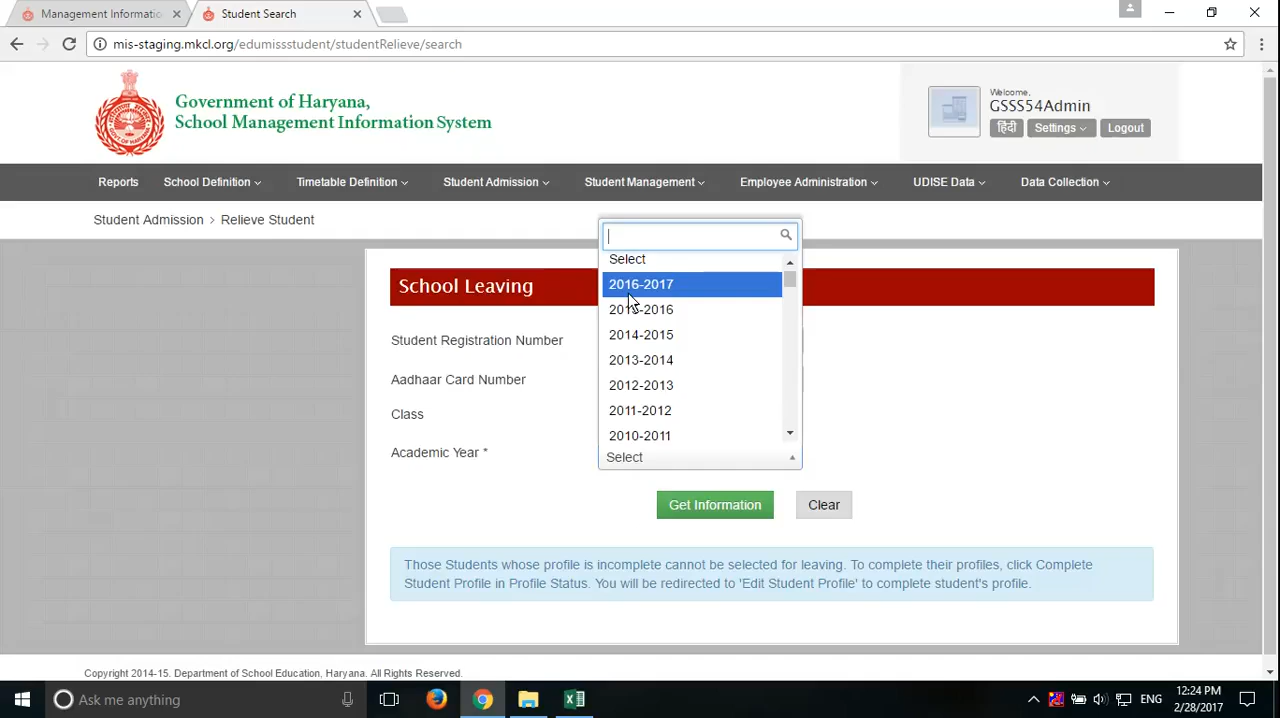 Management Informatio
Student Search
mis-staging.mkcl.org/edumissstudent/studentRelieve/search
Government of Haryana,
School Management Information System
Welcome,
GSSS54Admin
हिंदी Settings Logout
Reports School Definition Timetable Definition Student Admission Student Management Employee Administration UDISE Data Data Collection
Student Admission > Relieve Student
School Leaving
Select
2016-2017
2015-2016
2014-2015
2013-2014
2012-2013
2011-2012
2010-2011
Student Registration Number
Aadhaar Card Number
Class
Academic Year *
Select
Get Information Clear
Those Students whose profile is incomplete cannot be selected for leaving. To complete their profiles, click Complete
Student Profile in Profile Status. You will be redirected to 'Edit Student Profile' to complete student's profile.
Copyright 2014-15. Department of School Education, Haryana. All Rights Reserved.
Ask me anything
ENG
12:24 PM
2/28/2017